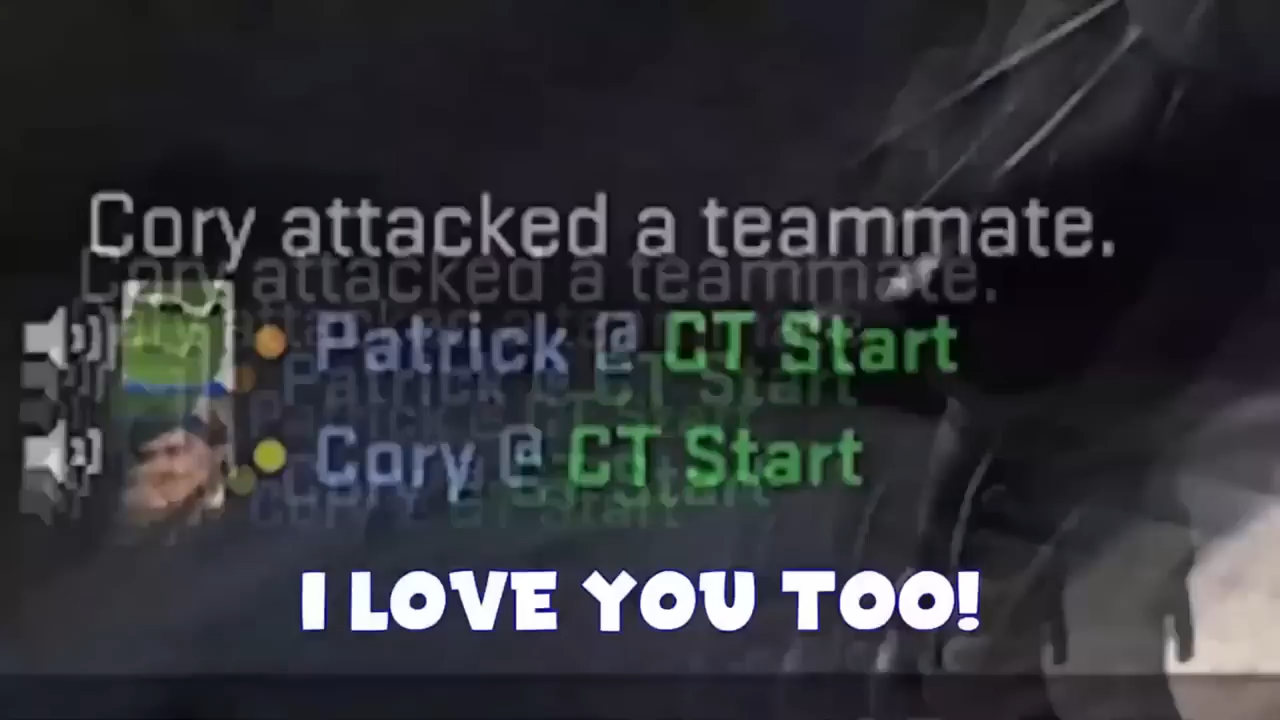 Cory attacked a teammate.
Patrick @ CT Start
Cory @ CT Start
I LOVE YOU TOO!